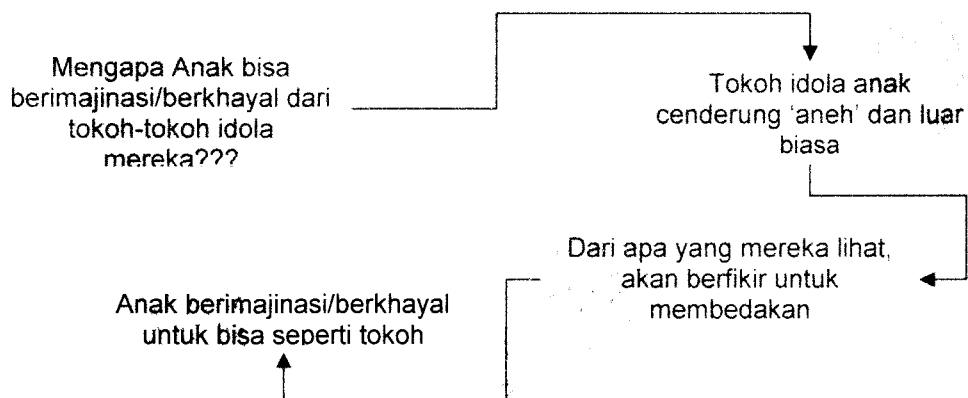 Mengapa Anak bisa
berimajinasi/berkhayal dari
tokoh-tokoh idola
mereka???
Tokoh idola anak
cenderung 'aneh' dan luar
biasa
Dari apa yang mereka lihat,
akan berfikir untuk
membedakan
Anak berimajinasi/berkhayal
untuk bisa seperti tokoh